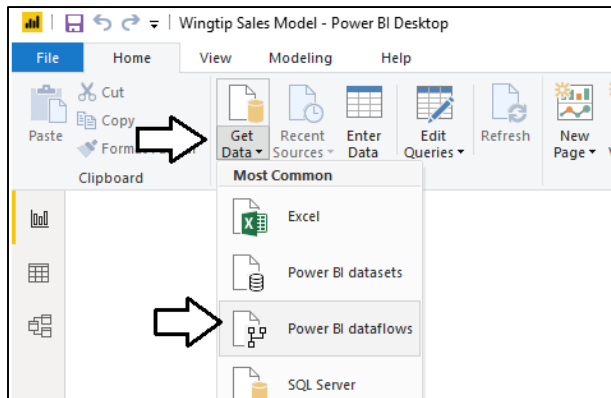 Wingtip Sales Model - Power BI Desktop
File Home View Modeling Help
Cut
Copy
Paste
Clipboard
Get Data
Recent Sources
Enter Data
Edit Queries
Refresh
New Page
Most Common
Excel
Power BI datasets
Power BI dataflows
SQL Server